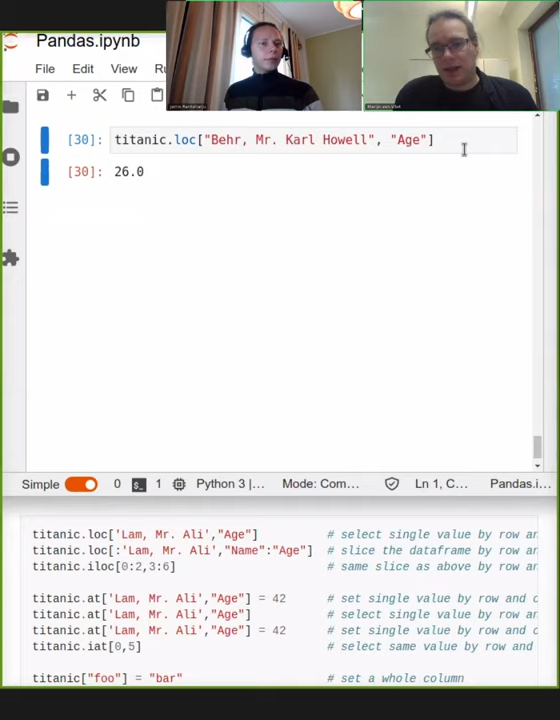 Pandas.ipynb
File Edit View Ru
[30]: titanic.loc["Behr, Mr. Karl Howell", "Age"]
[30]: 26.0
Simple 0 1 Python 3 |... Mode: Com... Ln 1, C... Pandas.i...
titanic.loc['Lam, Mr. Ali',"Age"] # select single value by row an
titanic.loc[:'Lam, Mr. Ali',"Name":"Age"] # slice the dataframe by row an
titanic.iloc[0:2,3:6] # same slice as above by row an
titanic.at['Lam, Mr. Ali',"Age"] = 42 # set single value by row and c
titanic.at['Lam, Mr. Ali',"Age"] # select single value by row an
titanic.at['Lam, Mr. Ali',"Age"] = 42 # set single value by row and c
titanic.iat[0,5] # select same value by row and
titanic["foo"] = "bar" # set a whole column